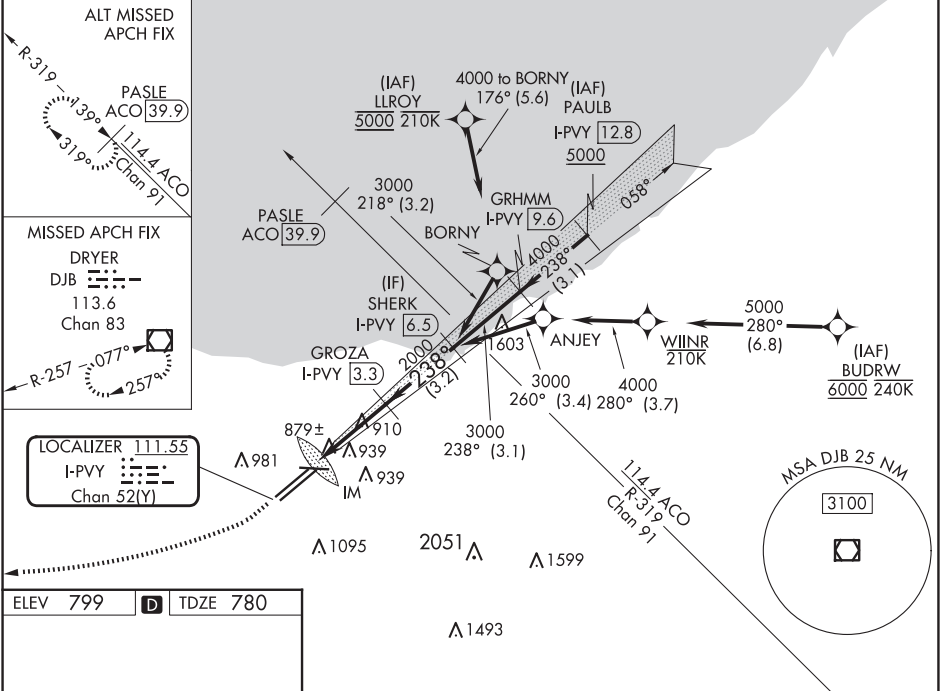 ALT MISSED
APCH FIX
R-319
139°
PASLE
ACO 39.9
319°
114.4 ACO
Chan 91
MISSED APCH FIX
DRYER
DJB
113.6
Chan 83
R-257
077°
257°
LOCALIZER 111.55
I-PVY
Chan 52(Y)
(IAF)
LLROY
5000 210K
4000 to BORNY
176° (5.6)
(IAF)
PAULB
I-PVY 12.8
5000
058°
3000
218° (3.2)
GRHMM
I-PVY 9.6
PASLE
ACO 39.9
BORNY
4000
238°
(3.1)
(IF)
SHERK
I-PVY 6.5
1603
ANJEY
WIINR
210K
5000
280°
(6.8)
(IAF)
BUDRW
6000 240K
GROZA
I-PVY 3.3
2000
238°
(3.2)
3000
260° (3.4)
4000
280° (3.7)
3000
238° (3.1)
879±
910
939
981
939
IM
114.4 ACO
R-319
Chan 91
MSA DJB 25 NM
3100
1095
2051
1599
1493
ELEV 799 D TDZE 780